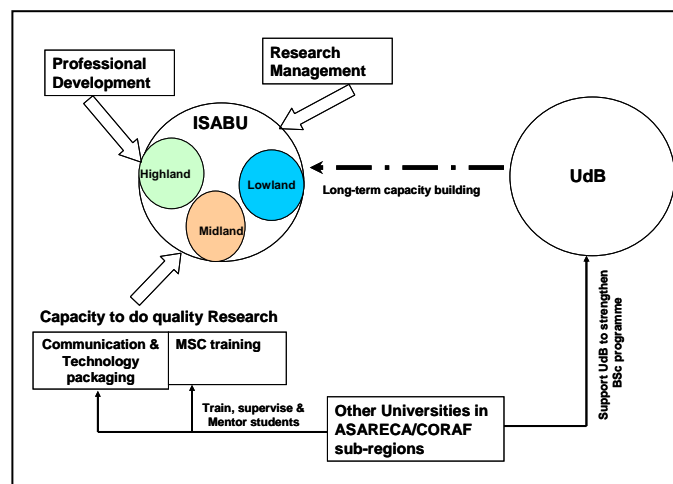 Professional
Development
Research
Management
ISABU
Highland
Lowland
Midland
Long-term capacity building
UdB
Capacity to do quality Research
Communication &
Technology
packaging
MSC training
Train, supervise &
Mentor students
Other Universities in
ASARECA/CORAF
sub-regions
Support UdB to strengthen
BSc programme